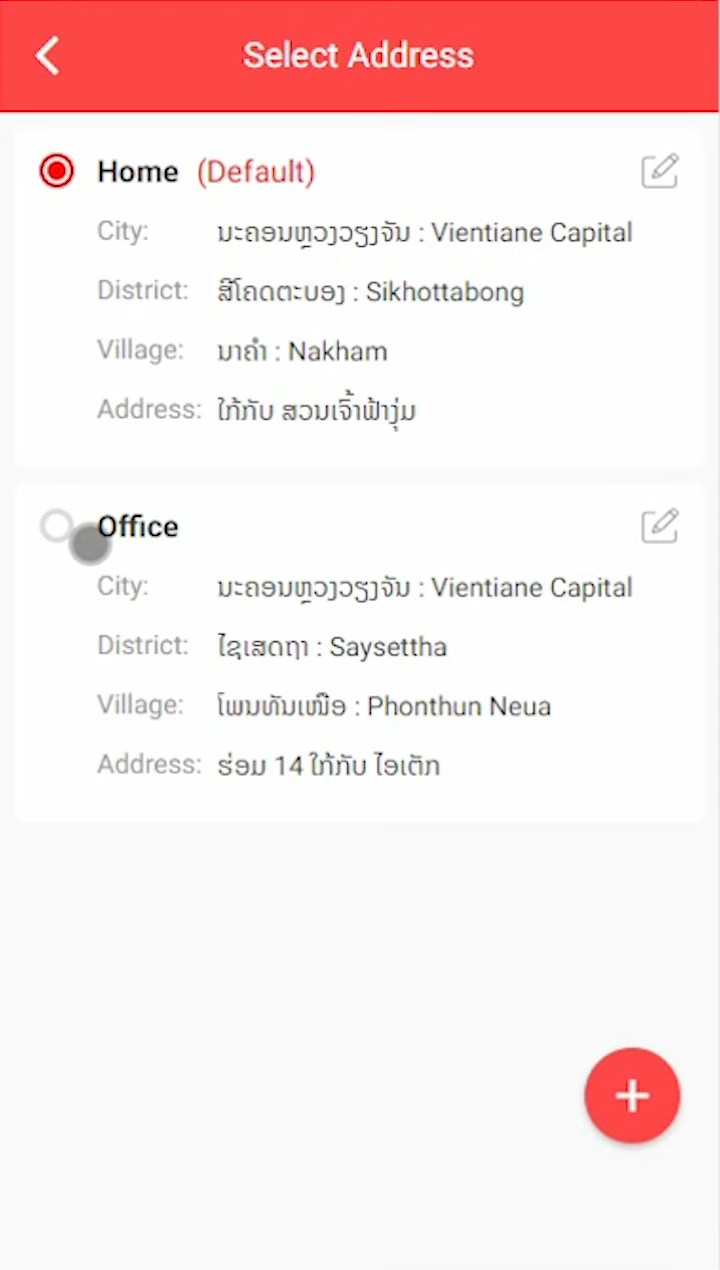 Select Address
Home (Default)
City: ນະຄອນຫຼວງວຽງຈັນ : Vientiane Capital
District: ສີໂຄດຕະບອງ : Sikhottabong
Village: ນາຄຳ : Nakham
Address: ໃກ້ກັບ ສວນເຈົ້າຟ້າງຸ່ມ
Office
City: ນະຄອນຫຼວງວຽງຈັນ : Vientiane Capital
District: ໄຊເສດຖາ : Saysettha
Village: ໂພນທັນເໜືອ : Phonthun Neua
Address: ຮ່ອມ 14 ໃກ້ກັບ ໄອເຕັກ